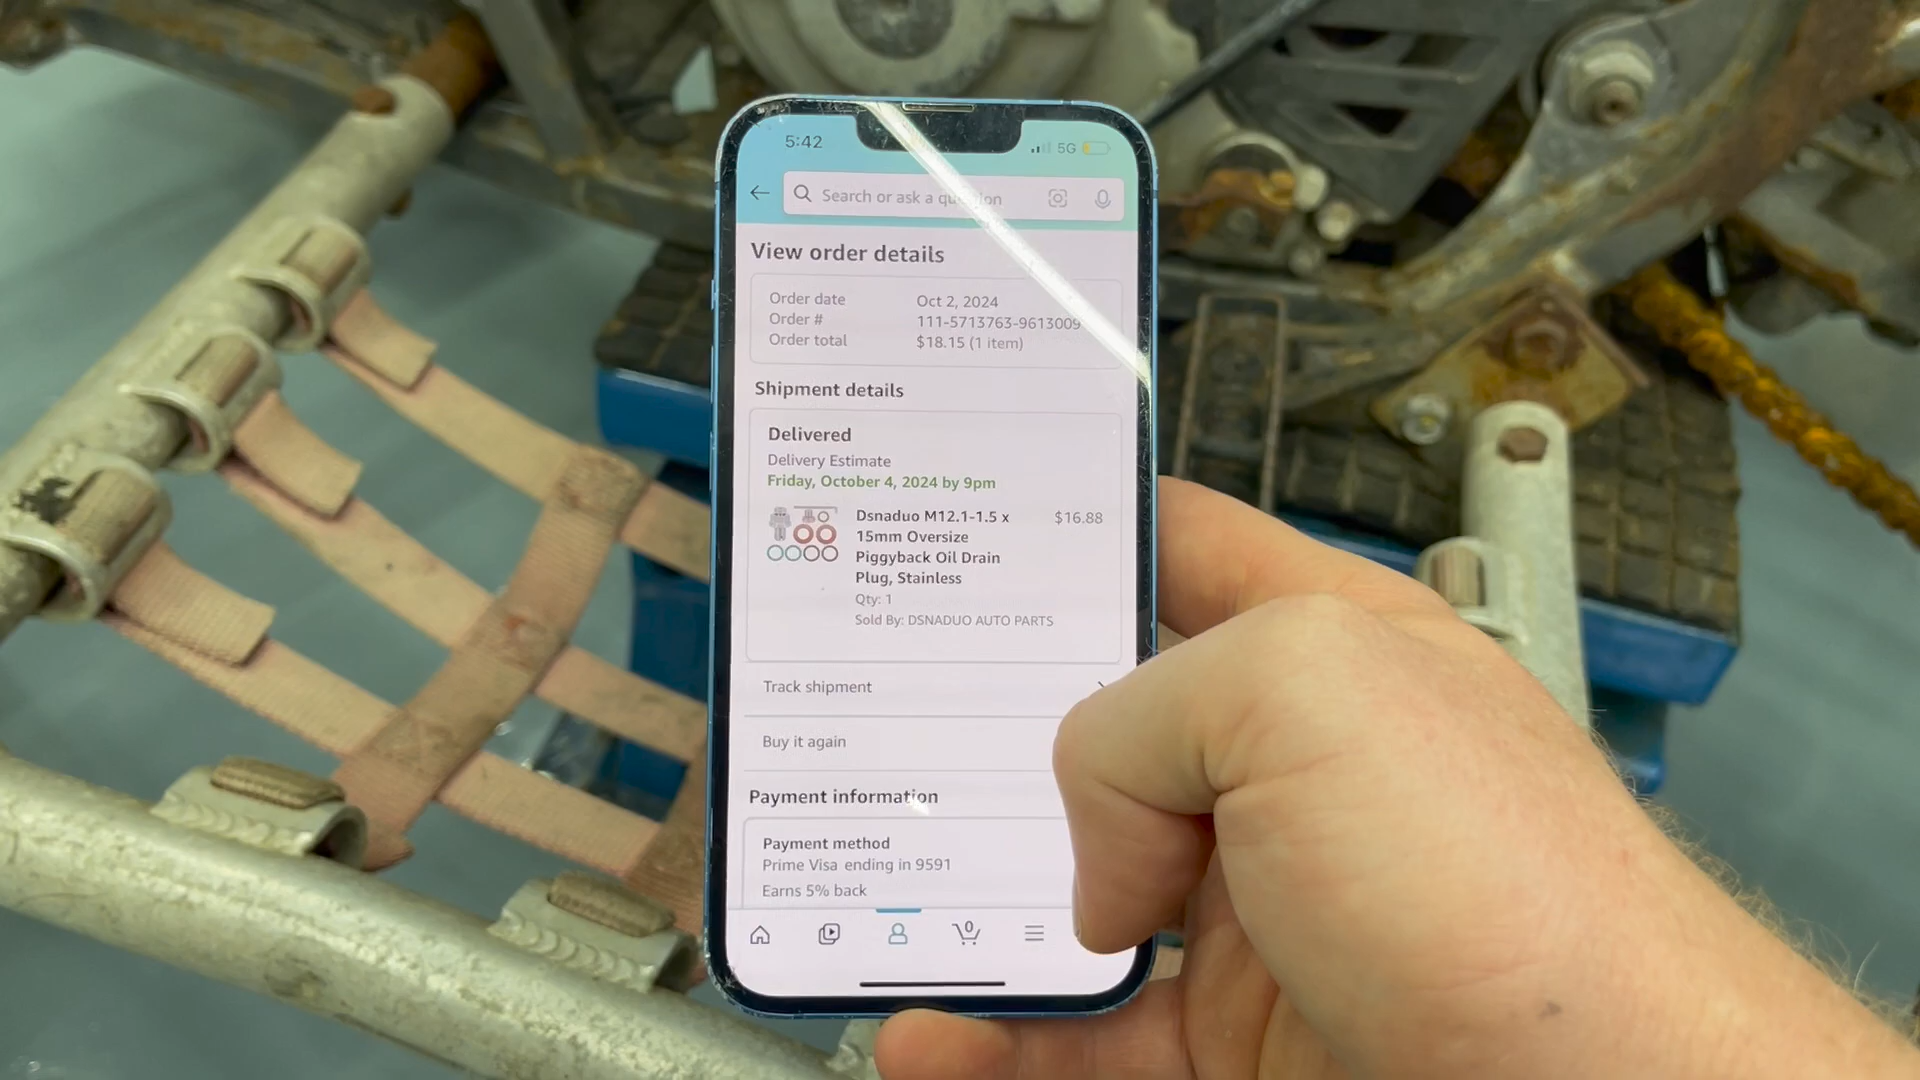 5:42
5G
Search or ask a question
View order details
Order date Oct 2, 2024
Order # 111-5713763-9613009
Order total $18.15 (1 item)
Shipment details
Delivered
Delivery Estimate
Friday, October 4, 2024 by 9pm
Dsnaduo M12.1-1.5 x $16.88
15mm Oversize
Piggyback Oil Drain
Plug, Stainless
Qty: 1
Sold By: DSNADUO AUTO PARTS
Track shipment
Buy it again
Payment information
Payment method
Prime Visa ending in 9591
Earns 5% back
0